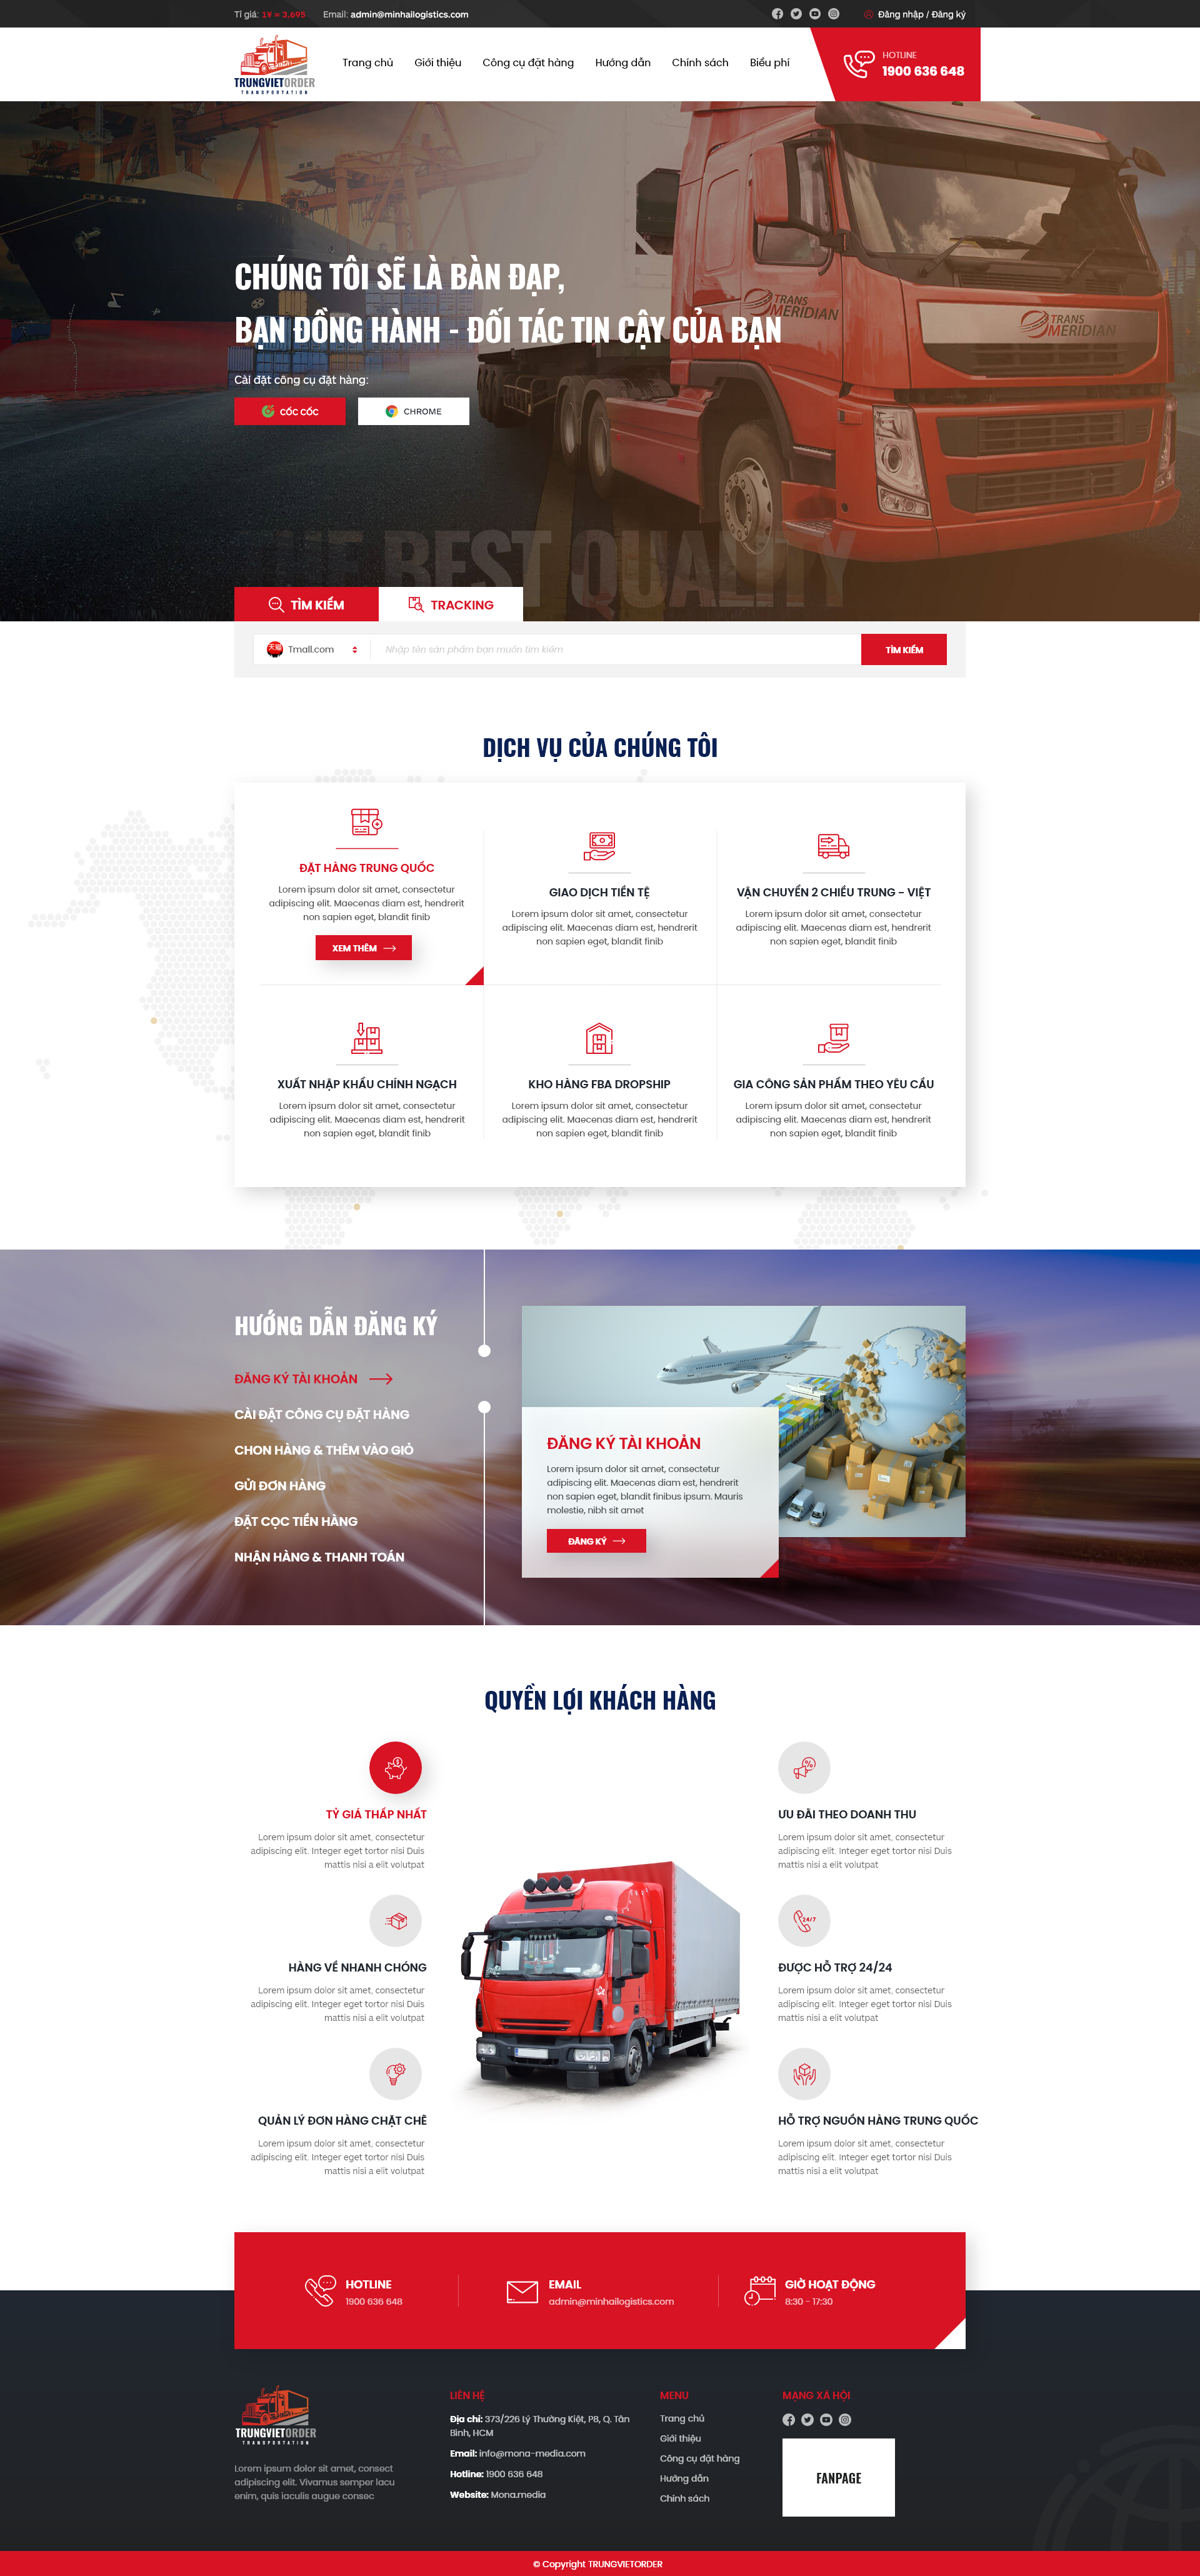 Tỉ giá: 1¥ = 3,695 Email: admin@minhailogistics.com Đăng nhập / Đăng ký
TRUNGVIETORDER
TRANSPORTATION
Trang chủ Giới thiệu Công cụ đặt hàng Hướng dẫn Chính sách Biểu phí
HOTLINE
1900 636 648
CHÚNG TÔI SẼ LÀ BÀN ĐẠP,
BẠN ĐỒNG HÀNH - ĐỐI TÁC TIN CẬY CỦA BẠN
TRANS
MERIDIAN
TRANS
MERIDIAN
Cài đặt công cụ đặt hàng:
CỐC CỐC
CHROME
BEST QUALITY
TÌM KIẾM
TRACKING
天猫
Tmall.com
Nhập tên sản phẩm bạn muốn tìm kiếm
TÌM KIẾM
DỊCH VỤ CỦA CHÚNG TÔI
ĐẶT HÀNG TRUNG QUỐC
Lorem ipsum dolor sit amet, consectetur
adipiscing elit. Maecenas diam est, hendrerit
non sapien eget, blandit finib
XEM THÊM
GIAO DỊCH TIỀN TỆ
Lorem ipsum dolor sit amet, consectetur
adipiscing elit. Maecenas diam est, hendrerit
non sapien eget, blandit finib
VẬN CHUYỂN 2 CHIỀU TRUNG - VIỆT
Lorem ipsum dolor sit amet, consectetur
adipiscing elit. Maecenas diam est, hendrerit
non sapien eget, blandit finib
XUẤT NHẬP KHẨU CHÍNH NGẠCH
Lorem ipsum dolor sit amet, consectetur
adipiscing elit. Maecenas diam est, hendrerit
non sapien eget, blandit finib
KHO HÀNG FBA DROPSHIP
Lorem ipsum dolor sit amet, consectetur
adipiscing elit. Maecenas diam est, hendrerit
non sapien eget, blandit finib
GIA CÔNG SẢN PHẨM THEO YÊU CẦU
Lorem ipsum dolor sit amet, consectetur
adipiscing elit. Maecenas diam est, hendrerit
non sapien eget, blandit finib
HƯỚNG DẪN ĐĂNG KÝ
ĐĂNG KÝ TÀI KHOẢN
CÀI ĐẶT CÔNG CỤ ĐẶT HÀNG
CHON HÀNG & THÊM VÀO GIỎ
GỬI ĐƠN HÀNG
ĐẶT CỌC TIỀN HÀNG
NHẬN HÀNG & THANH TOÁN
ĐĂNG KÝ TÀI KHOẢN
Lorem ipsum dolor sit amet, consectetur
adipiscing elit. Maecenas diam est, hendrerit
non sapien eget, blandit finibus ipsum. Mauris
molestie, nibh sit amet
ĐĂNG KÝ
QUYỀN LỢI KHÁCH HÀNG
TỶ GIÁ THẤP NHẤT
Lorem ipsum dolor sit amet, consectetur
adipiscing elit. Integer eget tortor nisi Duis
mattis nisi a elit volutpat
HÀNG VỀ NHANH CHÓNG
Lorem ipsum dolor sit amet, consectetur
adipiscing elit. Integer eget tortor nisi Duis
mattis nisi a elit volutpat
QUẢN LÝ ĐƠN HÀNG CHẶT CHẼ
Lorem ipsum dolor sit amet, consectetur
adipiscing elit. Integer eget tortor nisi Duis
mattis nisi a elit volutpat
ƯU ĐÃI THEO DOANH THU
Lorem ipsum dolor sit amet, consectetur
adipiscing elit. Integer eget tortor nisi Duis
mattis nisi a elit volutpat
24/7
ĐƯỢC HỖ TRỢ 24/24
Lorem ipsum dolor sit amet, consectetur
adipiscing elit. Integer eget tortor nisi Duis
mattis nisi a elit volutpat
HỖ TRỢ NGUỒN HÀNG TRUNG QUỐC
Lorem ipsum dolor sit amet, consectetur
adipiscing elit. Integer eget tortor nisi Duis
mattis nisi a elit volutpat
HOTLINE
1900 636 648
EMAIL
admin@minhailogistics.com
GIỜ HOẠT ĐỘNG
8:30 - 17:30
TRUNGVIETORDER
TRANSPORTATION
Lorem ipsum dolor sit amet, consect
adipiscing elit. Vivamus semper lacu
enim, quis iaculis augue consec
LIÊN HỆ
Địa chỉ: 373/226 Lý Thường Kiệt, P8, Q. Tân
Bình, HCM
Email: info@mona-media.com
Hotline: 1900 636 648
Website: Mona.media
MENU
Trang chủ
Giới thiệu
Công cụ đặt hàng
Hướng dẫn
Chính sách
MẠNG XÃ HỘI
FANPAGE
© Copyright TRUNGVIETORDER